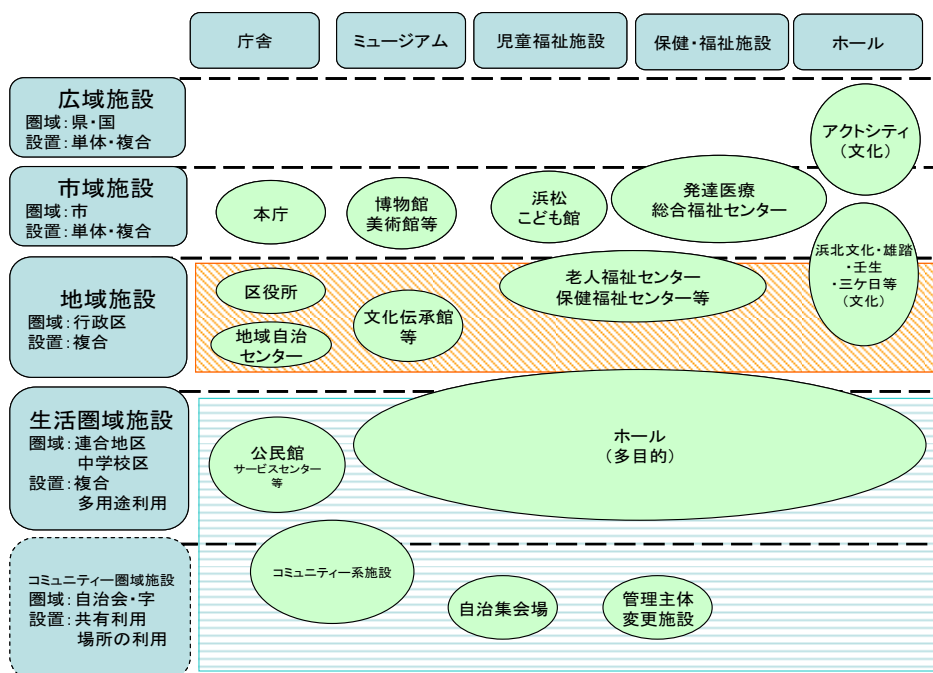 庁舎
ミュージアム
児童福祉施設
保健・福祉施設
ホール
広域施設
圏域：県・国
設置：単体・複合
アクトシティ
（文化）
市域施設
圏域：市
設置：単体・複合
本庁
博物館
美術館等
浜松
こども館
発達医療
総合福祉センター
浜北文化・雄踏
・壬生
・三ケ日等
（文化）
地域施設
圏域：行政区
設置：複合
区役所
地域自治
センター
文化伝承館
等
老人福祉センター
保健福祉センター等
生活圏域施設
圏域：連合地区
中学校区
設置：複合
多用途利用
公民館
サービスセンター
等
ホール
（多目的）
コミュニティー圏域施設
圏域：自治会・字
設置：共有利用
場所の利用
コミュニティー系施設
自治集会場
管理主体
変更施設